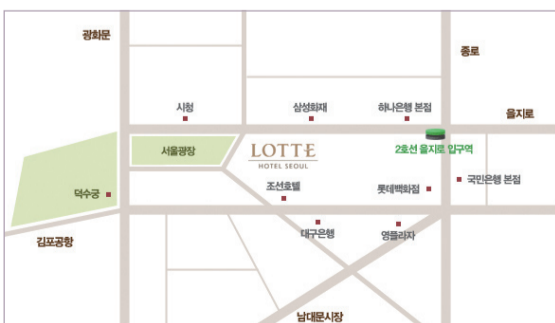 광화문
종로
시청
삼성화재
하나은행 본점
을지로
서울광장
LOTTE
HOTEL SEOUL
2호선 을지로 입구역
덕수궁
조선호텔
롯데백화점
국민은행 본점
김포공항
대구은행
영플라자
남대문시장